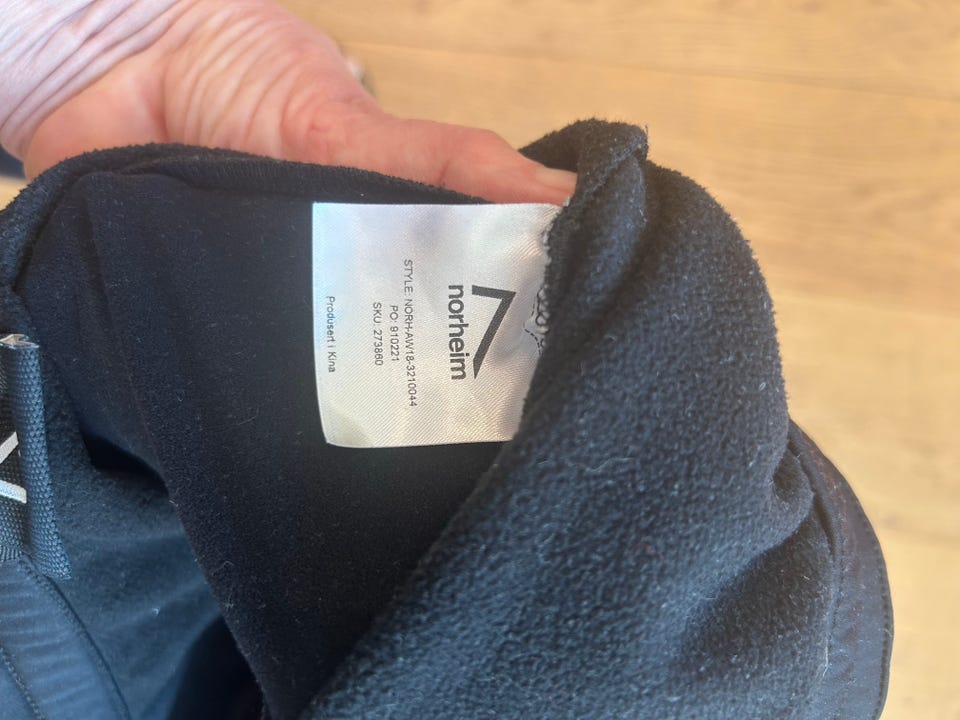 norheim
STYLE: NORH-AW18-3210044
PO: 910221
SKU: 273860
Produsert i Kina